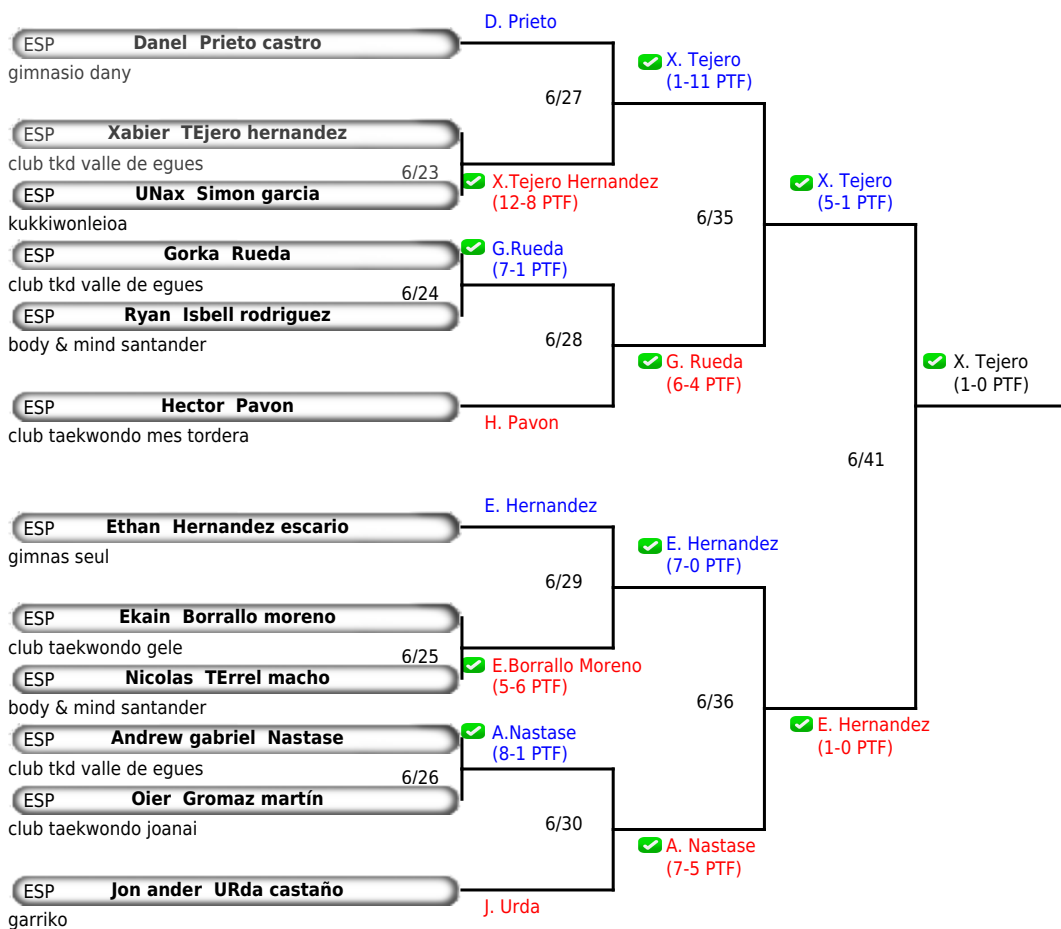 D. Prieto
ESP Danel Prieto castro
gimnasio dany
X. Tejero
(1-11 PTF)
6/27
ESP Xabier TEjero hernandez
club tkd valle de egues
6/23
X.Tejero Hernandez
(12-8 PTF)
ESP UNax Simon garcia
kukkiwonleioa
X. Tejero
(5-1 PTF)
6/35
ESP Gorka Rueda
club tkd valle de egues
G.Rueda
(7-1 PTF)
6/24
ESP Ryan Isbell rodriguez
body & mind santander
6/28
G. Rueda
(6-4 PTF)
X. Tejero
(1-0 PTF)
ESP Hector Pavon
club taekwondo mes tordera
H. Pavon
6/41
E. Hernandez
ESP Ethan Hernandez escario
gimnas seul
E. Hernandez
(7-0 PTF)
6/29
ESP Ekain Borrallo moreno
club taekwondo gele
6/25
E.Borrallo Moreno
(5-6 PTF)
ESP Nicolas TErrel macho
body & mind santander
6/36
E. Hernandez
(1-0 PTF)
ESP Andrew gabriel Nastase
club tkd valle de egues
A.Nastase
(8-1 PTF)
6/26
ESP Oier Gromaz martín
club taekwondo joanai
6/30
A. Nastase
(7-5 PTF)
ESP Jon ander URda castaño
garriko
J. Urda